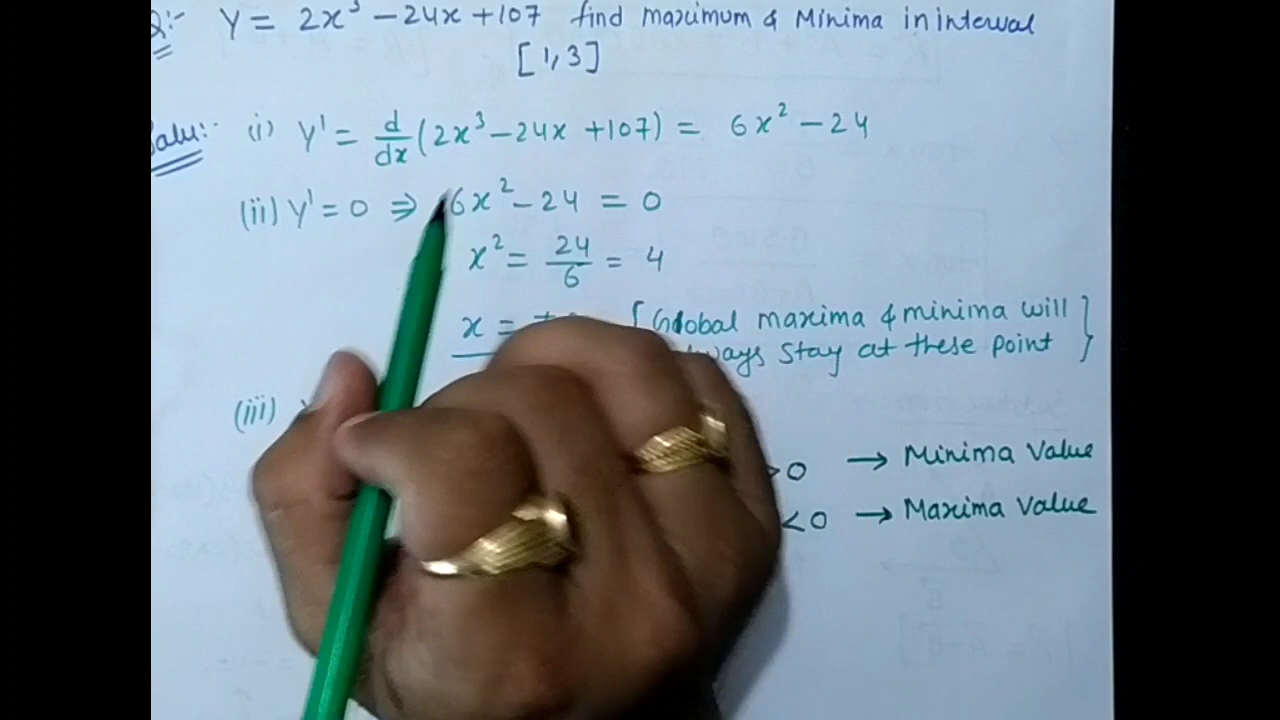 Y = 2x³ - 24x + 107 find maximum & Minima in interval
[1, 3]
Solu:- (i) Y' = d/dx (2x³ - 24x + 107) = 6x² - 24
(ii) Y' = 0 ⇒ 6x² - 24 = 0
x² = 24/6 = 4
x = [Global maxima & minima will
stay at these point}
(iii)
>0 → Minima Value
<0 → Maxima Value